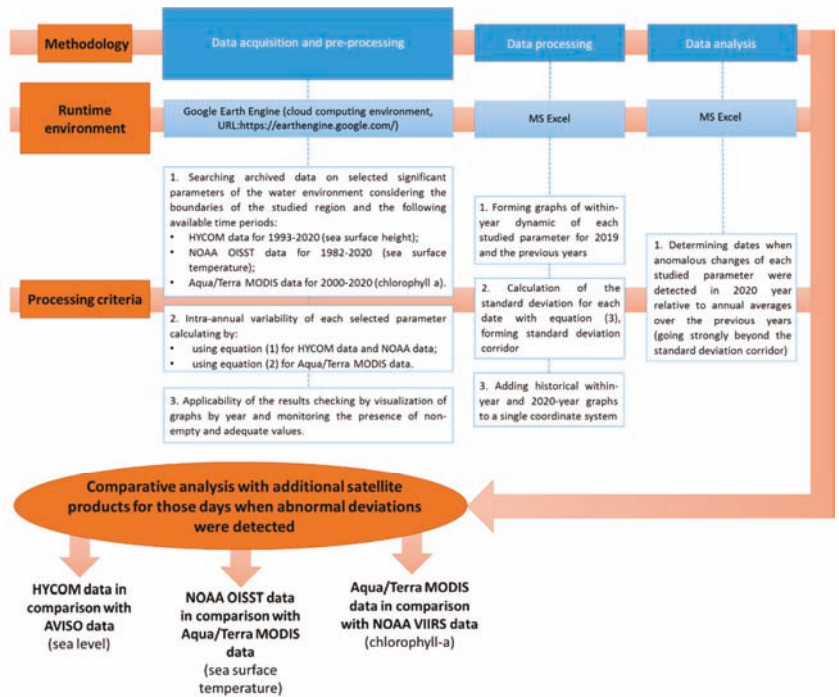 Methodology
Data acquisition and pre-processing
Data processing
Data analysis
Runtime
environment
Google Earth Engine (cloud computing environment,
URL:https://earthengine.google.com/)
MS Excel
MS Excel
Processing criteria
1. Searching archived data on selected significant
parameters of the water environment considering the
boundaries of the studied region and the following
available time periods:
• HYCOM data for 1993-2020 (sea surface height);
• NOAA OISST data for 1982-2020 (sea surface
temperature);
• Aqua/Terra MODIS data for 2000-2020 (chlorophyll a).
2. Intra-annual variability of each selected parameter
calculating by:
• using equation (1) for HYCOM data and NOAA data;
• using equation (2) for Aqua/Terra MODIS data.
3. Applicability of the results checking by visualization of
graphs by year and monitoring the presence of non-
empty and adequate values.
1. Forming graphs of within-
year dynamic of each
studied parameter for 2019
and the previous years
2. Calculation of the
standard deviation for each
date with equation (3),
forming standard deviation
corridor
3. Adding historical within-
year and 2020-year graphs
to a single coordinate system
1. Determining dates when
anomalous changes of each
studied parameter were
detected in 2020 year
relative to annual averages
over the previous years
(going strongly beyond the
standard deviation corridor)
Comparative analysis with additional satellite
products for those days when abnormal deviations
were detected
HYCOM data in
comparison with
AVISO data
(sea level)
NOAA OISST data
in comparison with
Aqua/Terra MODIS
data
(sea surface
temperature)
Aqua/Terra MODIS
data in comparison
with NOAA VIIRS data
(chlorophyll-a)